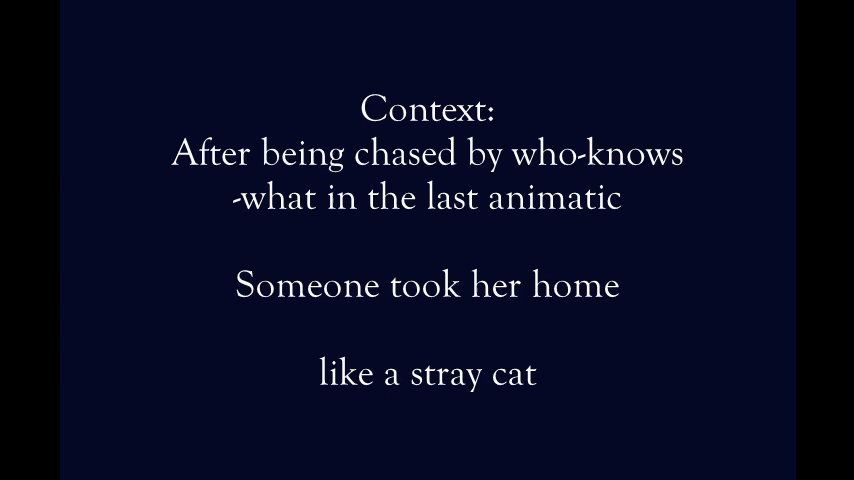 Context:
After being chased by who-knows
-what in the last animatic
Someone took her home
like a stray cat